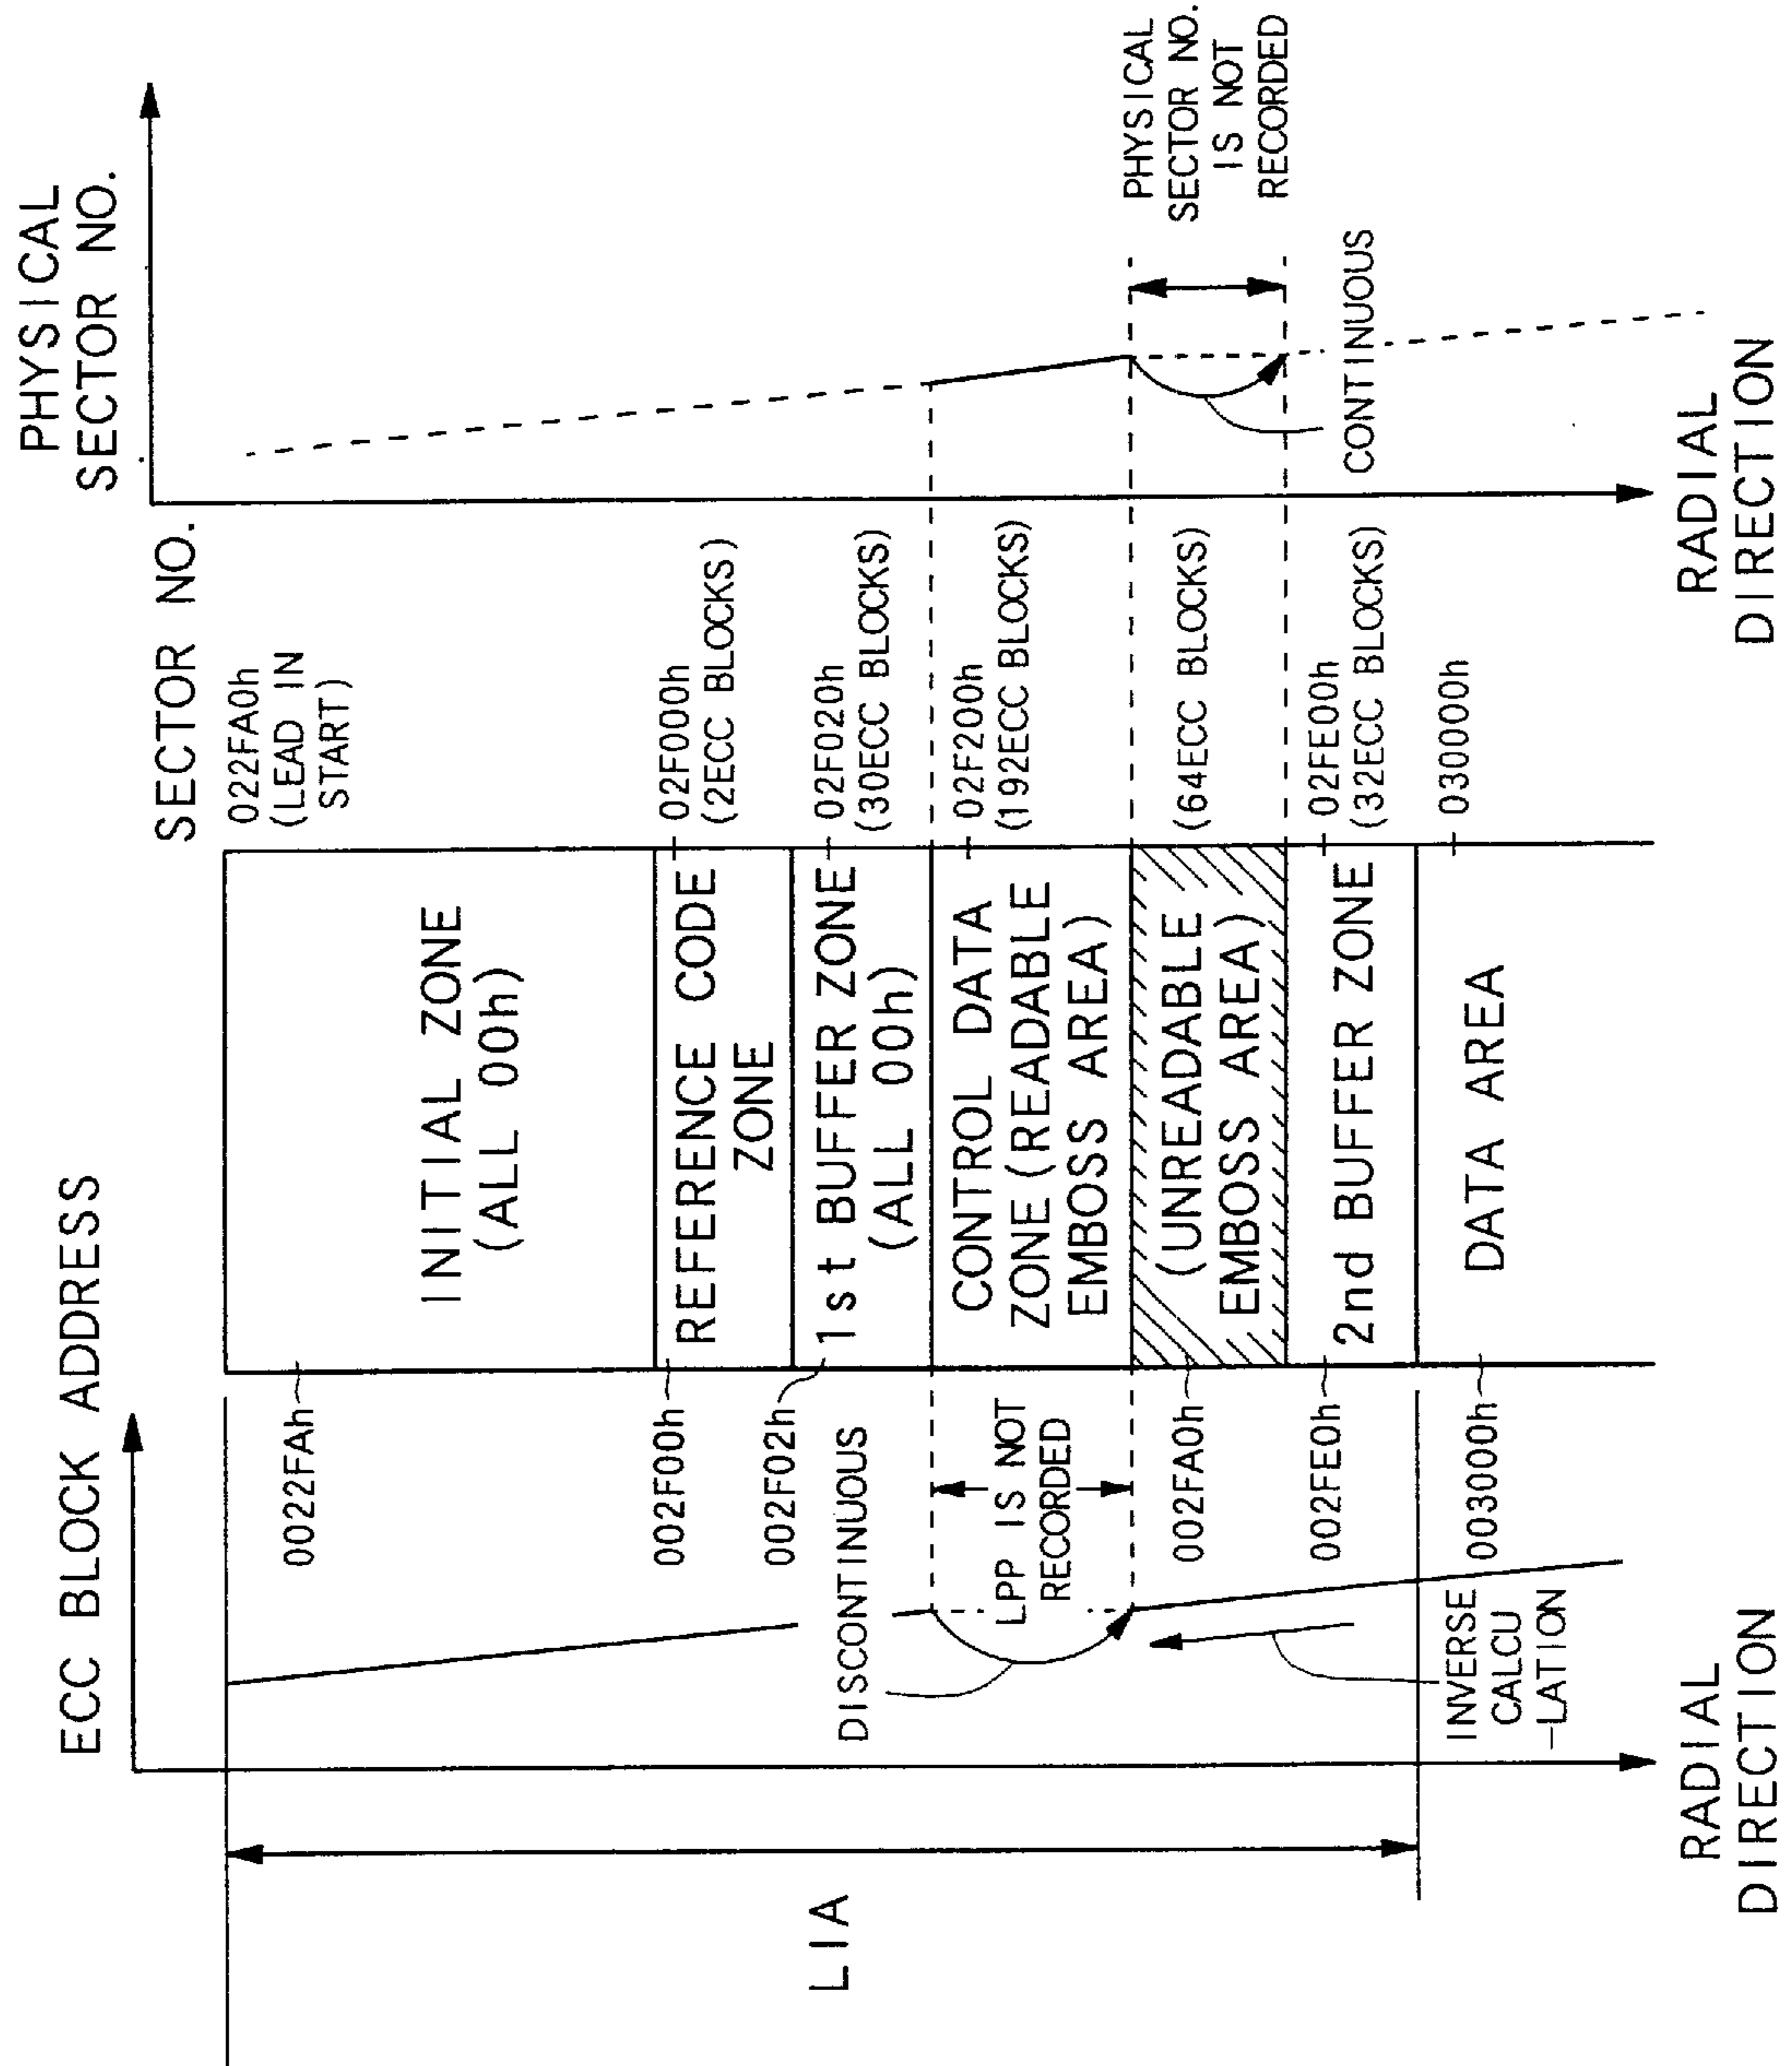 ECC BLOCK ADDRESS
0022FAh
002F00h
002F02h
DISCONTINUOUS
LPP IS NOT
RECORDED
002FA0h
002FE0h
003000h
INVERSE
CALCU
-LATION
RADIAL
DIRECTION
LIA
INITIAL ZONE
(ALL 00h)
REFERENCE CODE
ZONE
1st BUFFER ZONE
(ALL 00h)
CONTROL DATA
ZONE (READABLE
EMBOSS AREA)
(UNREADABLE
EMBOSS AREA)
2nd BUFFER ZONE
DATA AREA
SECTOR NO.
022FA0h
(LEAD IN
START)
02F000h
(2ECC BLOCKS)
02F020h
(30ECC BLOCKS)
02F200h
(192ECC BLOCKS)
(64ECC BLOCKS)
02FE00h
(32ECC BLOCKS)
030000h
PHYSICAL
SECTOR NO.
PHYSICAL
SECTOR NO.
IS NOT
RECORDED
CONTINUOUS
RADIAL
DIRECTION